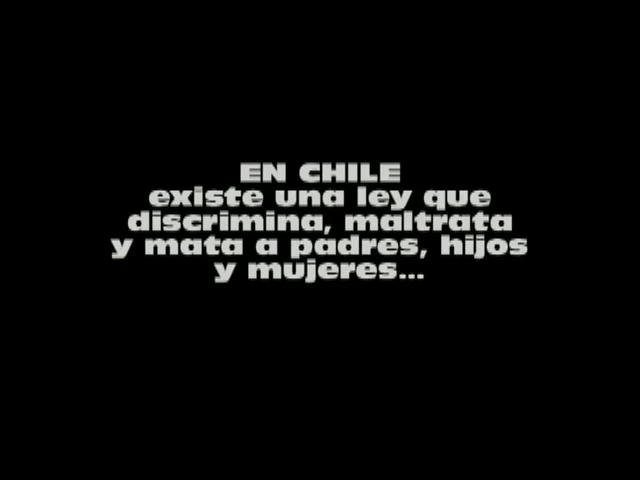 EN CHILE
existe una ley que
discrimina, maltrata
y mata a padres, hijos
y mujeres...